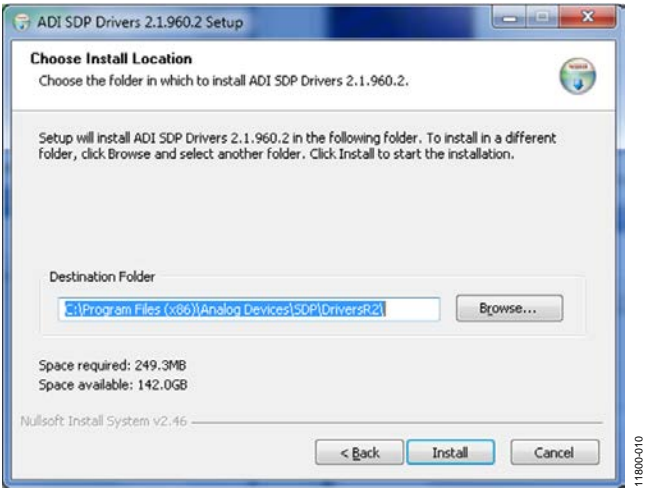 ADI SDP Drivers 2.1.960.2 Setup
Choose Install Location
Choose the folder in which to install ADI SDP Drivers 2.1.960.2.
Setup will install ADI SDP Drivers 2.1.960.2 in the following folder. To install in a different
folder, click Browse and select another folder. Click Install to start the installation.
Destination Folder
C:\Program Files (x86)\Analog Devices\SDP\DriversR2\
Browse...
Space required: 249.3MB
Space available: 142.0GB
Nullsoft Install System v2.46
< Back
Install
Cancel
11800-010